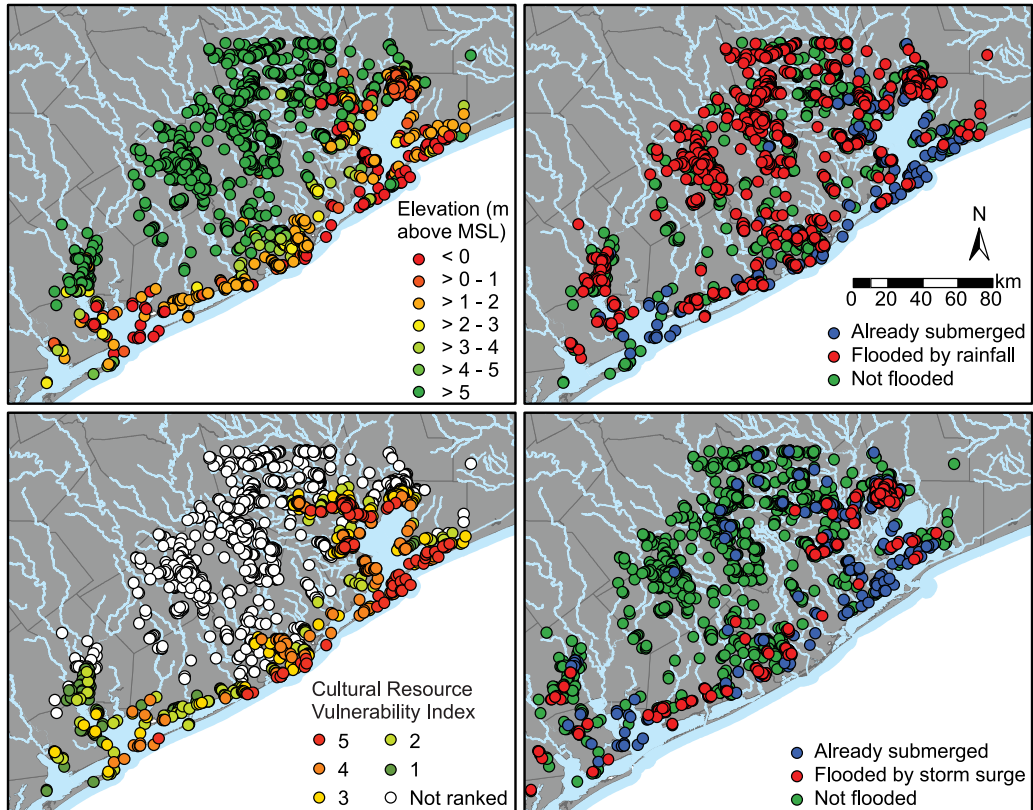 Elevation (m
above MSL)
< 0
> 0 - 1
> 1 - 2
> 2 - 3
> 3 - 4
> 4 - 5
> 5
N
km
0 20 40 60 80
Already submerged
Flooded by rainfall
Not flooded
Cultural Resource
Vulnerability Index
5 2
4 1
3 Not ranked
Already submerged
Flooded by storm surge
Not flooded